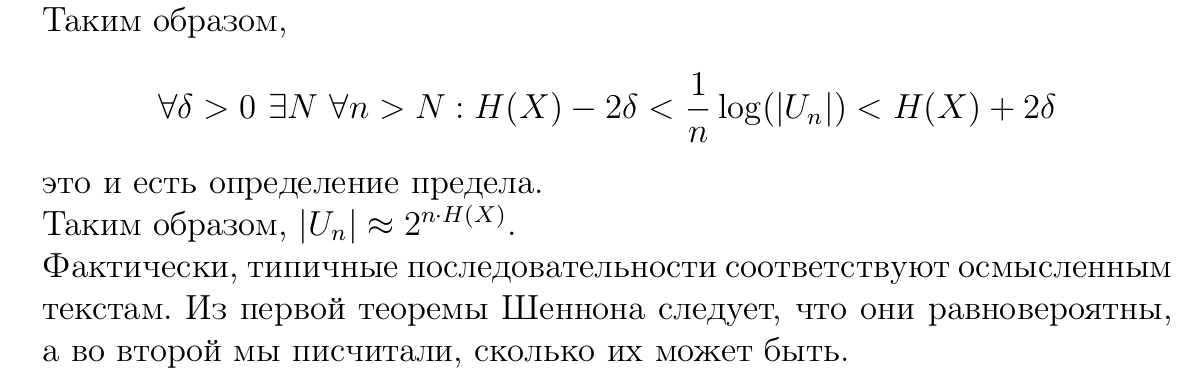 Таким образом,
∀δ > 0 ∃N ∀n > N : H(X) − 2δ < \frac{1}{n} log(|U_n|) < H(X) + 2δ
это и есть определение предела.
Таким образом, |U_n| ≈ 2^{n·H(X)}.
Фактически, типичные последовательности соответствуют осмысленным
текстам. Из первой теоремы Шеннона следует, что они равновероятны,
а во второй мы писчитали, сколько их может быть.